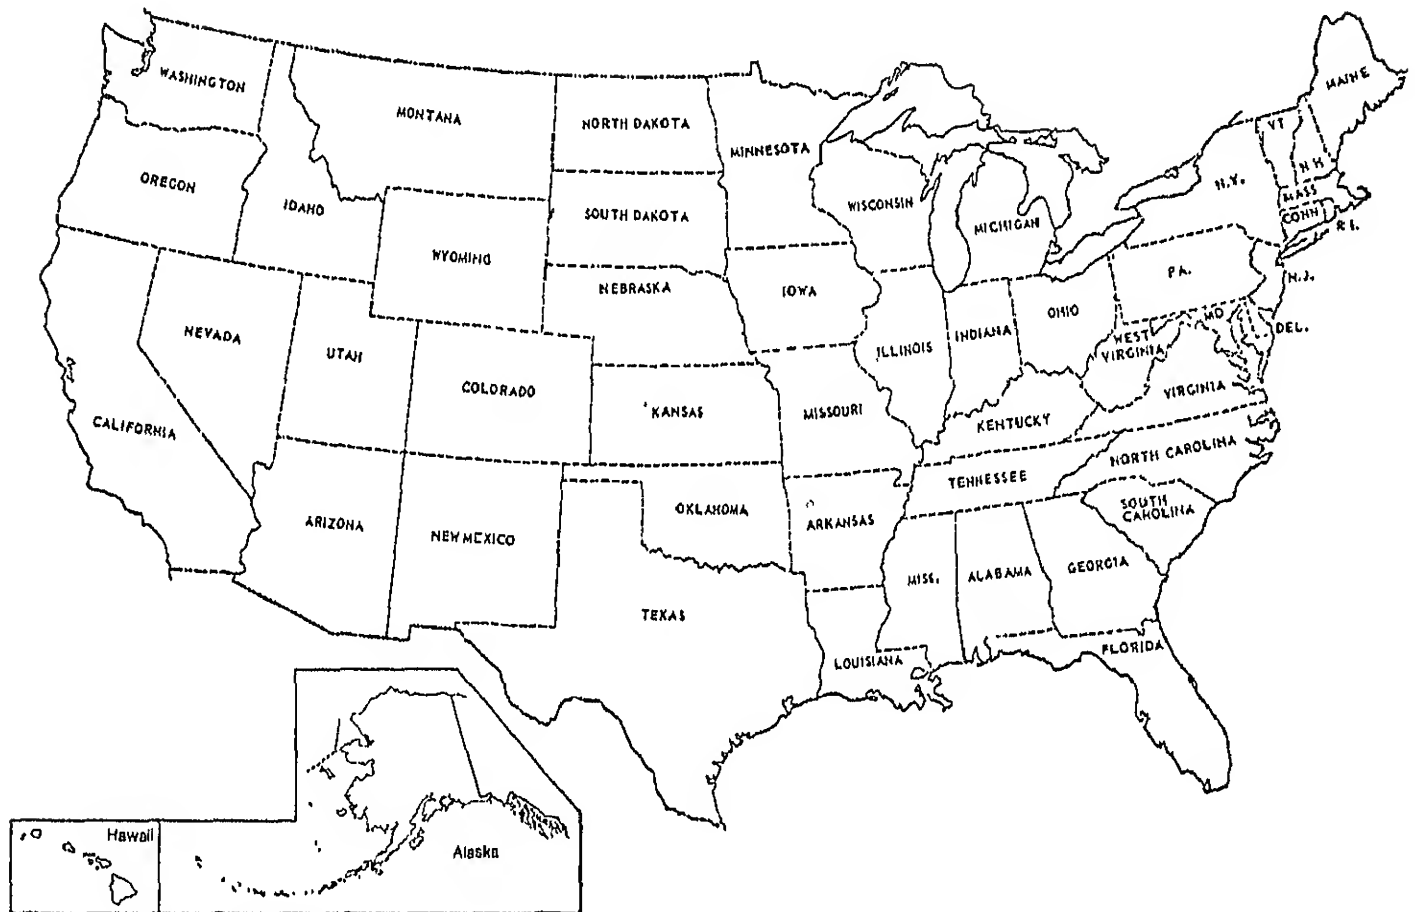 WASHINGTON
MONTANA
NORTH DAKOTA
MINNESOTA
MAINE
VT
N H
OREGON
IDAHO
WYOMING
SOUTH DAKOTA
WISCONSIN
MICHIGAN
N.Y.
MASS
CONN
R.I.
NEBRASKA
IOWA
PA.
N.J.
NEVADA
UTAH
COLORADO
ILLINOIS
INDIANA
OHIO
MD
DEL.
WEST
VIRGINIA
VIRGINIA
CALIFORNIA
KANSAS
MISSOURI
KENTUCKY
NORTH CAROLINA
TENNESSEE
SOUTH
CAROLINA
ARIZONA
NEW MEXICO
OKLAHOMA
ARKANSAS
MISS.
ALABAMA
GEORGIA
TEXAS
LOUISIANA
FLORIDA
Hawaii
Alaska